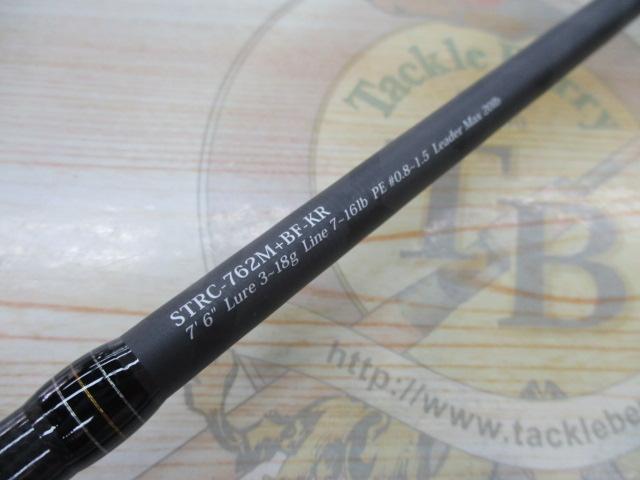 STRC-762M+BF-KR
7' 6" Lure 3~18g Line 7~16lb PE #0.8~1.5 Leader Max 20lb
Tackle Berry
TB
http://www.tacklebe